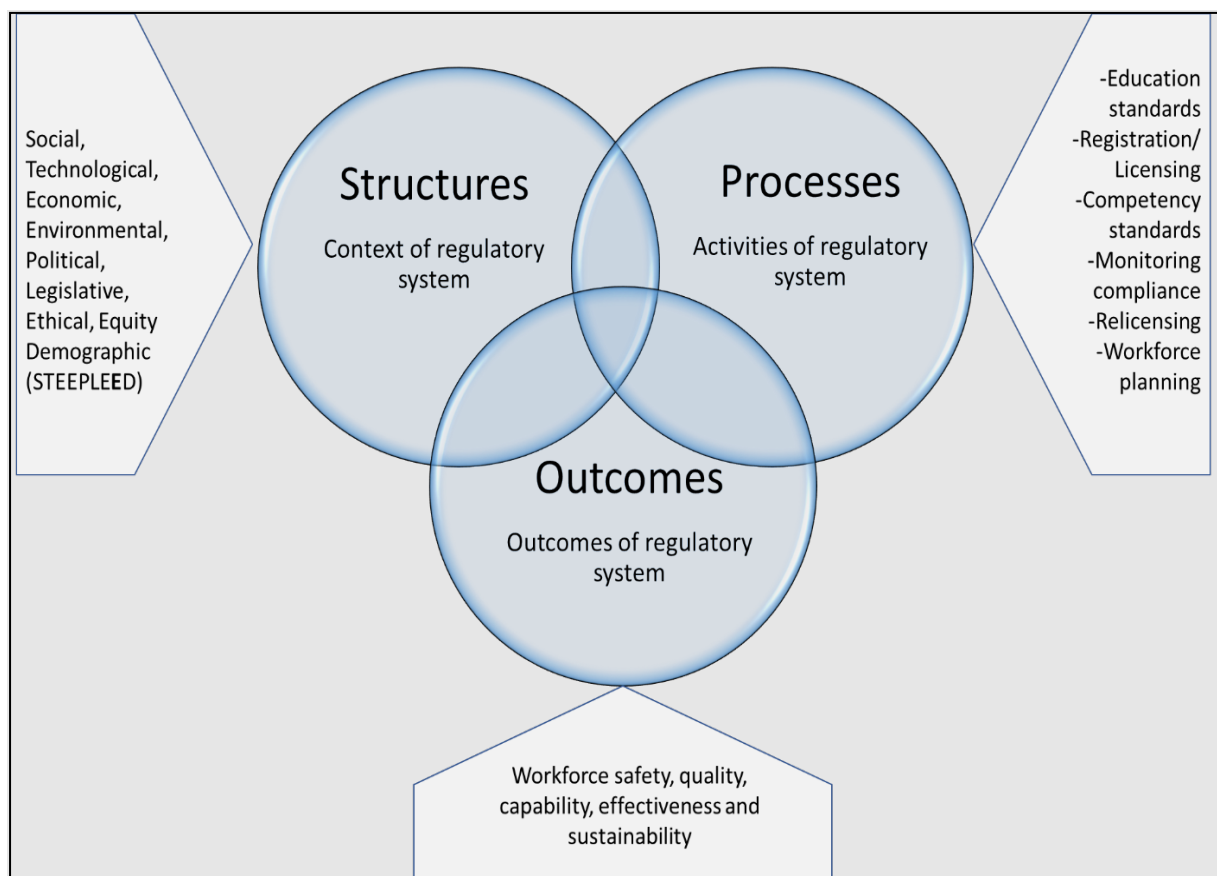 Social,
Technological,
Economic,
Environmental,
Political,
Legislative,
Ethical, Equity
Demographic
(STEEPLEED)
Structures
Context of regulatory
system
Processes
Activities of regulatory
system
-Education
standards
-Registration/
Licensing
-Competency
standards
-Monitoring
compliance
-Relicensing
-Workforce
planning
Outcomes
Outcomes of regulatory
system
Workforce safety, quality,
capability, effectiveness and
sustainability